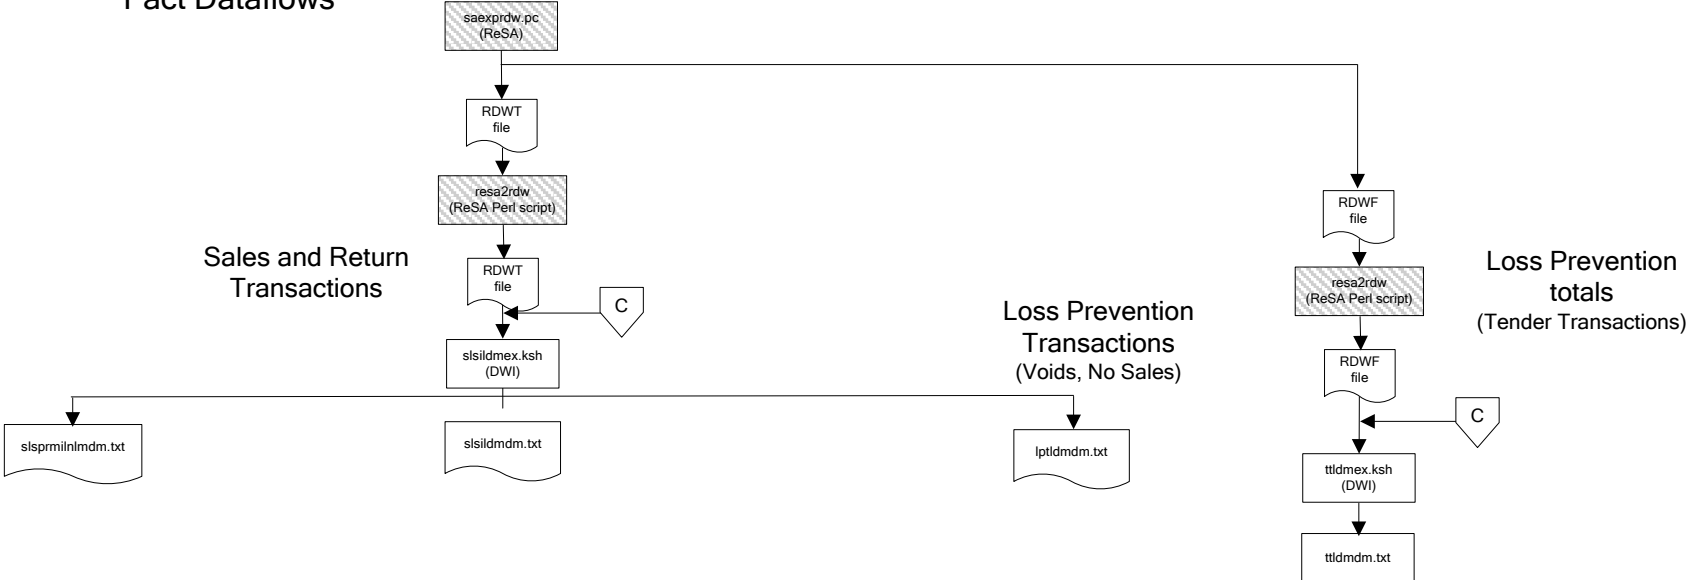 Fact Dataflows
saexprdw.pc
(ReSA)
RDWT
file
resa2rdw
(ReSA Perl script)
Sales and Return
Transactions
RDWT
file
C
slsildmex.ksh
(DWI)
slsprmilnlmdm.txt
slsildmdm.txt
Loss Prevention
Transactions
(Voids, No Sales)
lptldmdm.txt
RDWF
file
resa2rdw
(ReSA Perl script)
Loss Prevention
totals
(Tender Transactions)
RDWF
file
C
ttldmex.ksh
(DWI)
ttldmdm.txt